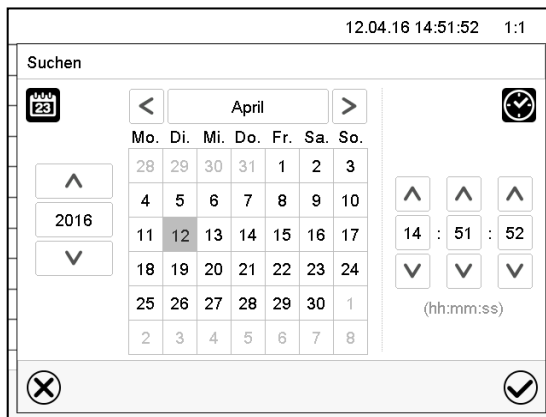 12.04.16 14:51:52 1:1
Suchen
23 < April >
Mo. Di. Mi. Do. Fr. Sa. So.
28 29 30 31 1 2 3
4 5 6 7 8 9 10
2016 11 12 13 14 15 16 17 14 : 51 : 52
18 19 20 21 22 23 24
25 26 27 28 29 30 1 (hh:mm:ss)
2 3 4 5 6 7 8